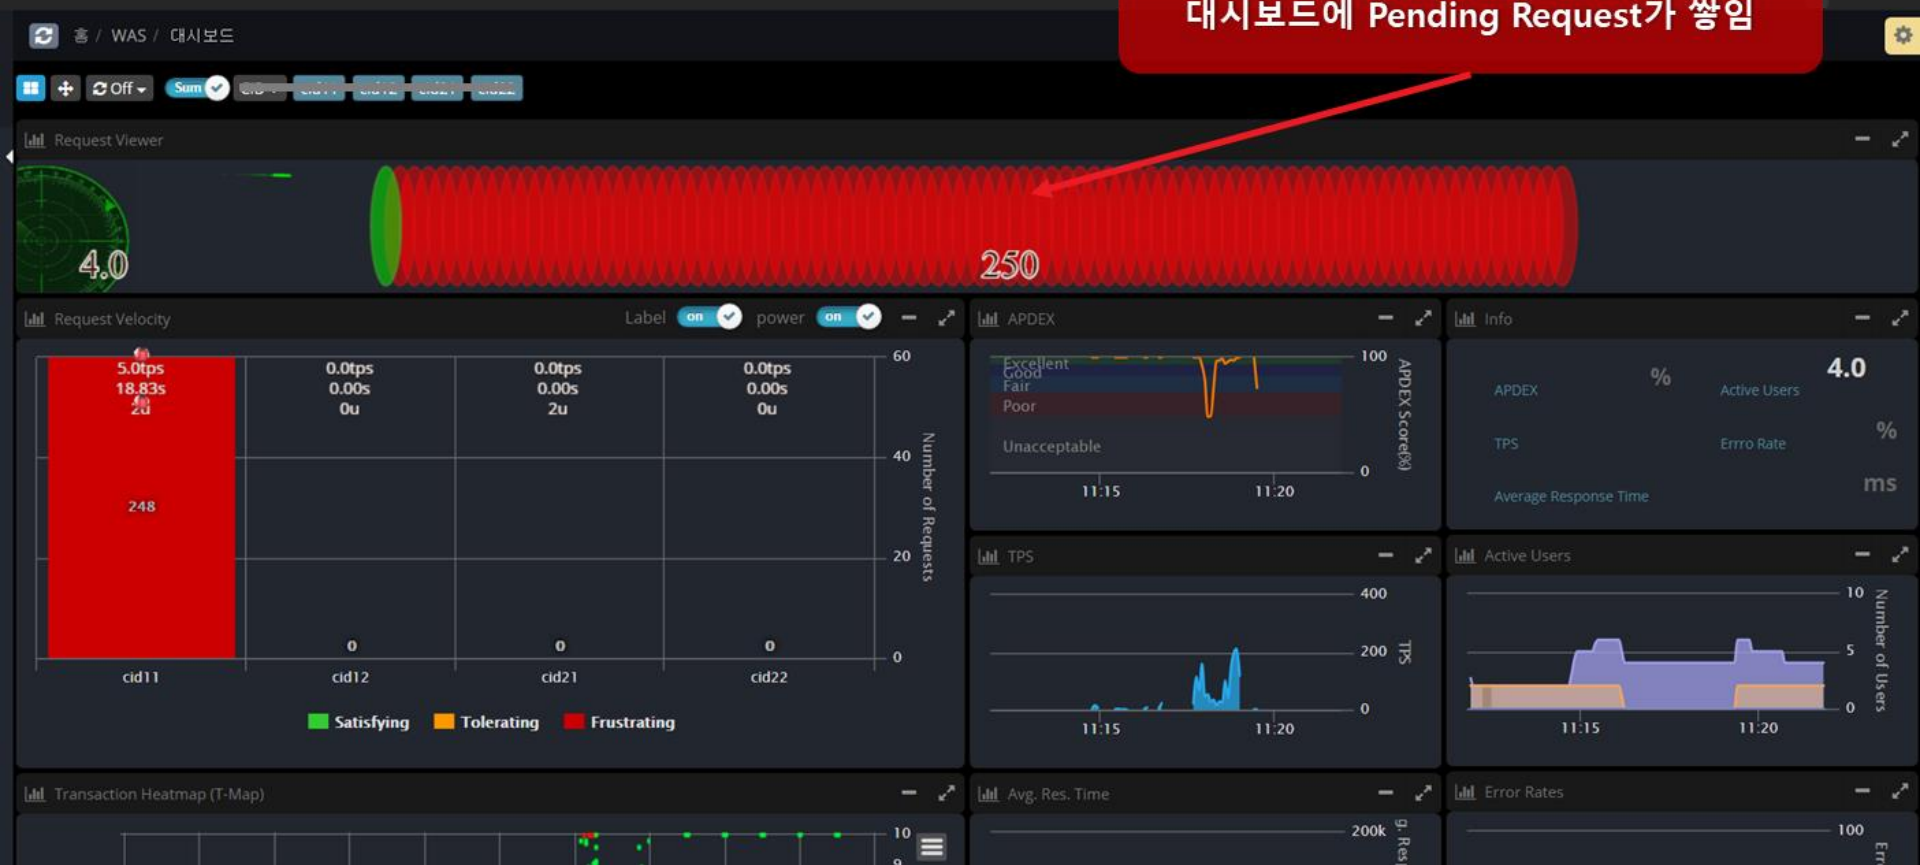 대시보드에 Pending Request가 쌓임
홈 / WAS / 대시보드
Off
Sum
Request Viewer
4.0
250
Request Velocity
Label on power on
5.0tps
18.83s
2u
248
cid11
0.0tps
0.00s
0u
0
cid12
0.0tps
0.00s
2u
0
cid21
0.0tps
0.00s
0u
0
cid22
60
40
20
0
Number of Requests
Satisfying Tolerating Frustrating
APDEX
Excellent
Good
Fair
Poor
Unacceptable
100
0
APDEX Score(%)
11:15 11:20
Info
APDEX %
Active Users 4.0
TPS
Errro Rate %
Average Response Time ms
TPS
400
200
0
TPS
11:15 11:20
Active Users
10
5
0
Number of Users
11:15 11:20
Transaction Heatmap (T-Map)
10
Avg. Res. Time
200k
Error Rates
100